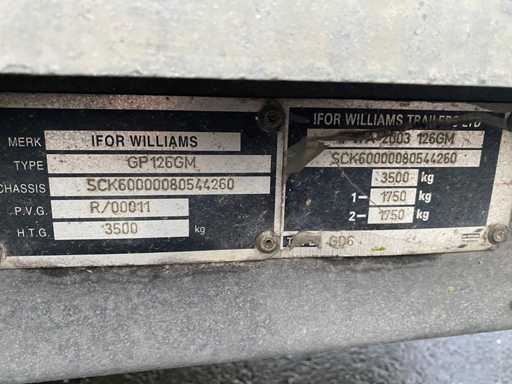 MERK IFOR WILLIAMS
TYPE GP126GM
CHASSIS SCK60000080544260
P.V.G. R/00011
H.T.G. 3500 kg
IFOR WILLIAMS TRAILERS LTD
2003 126GM
SCK60000080544260
3500 kg
1- 1750 kg
2- 1750 kg
GD6